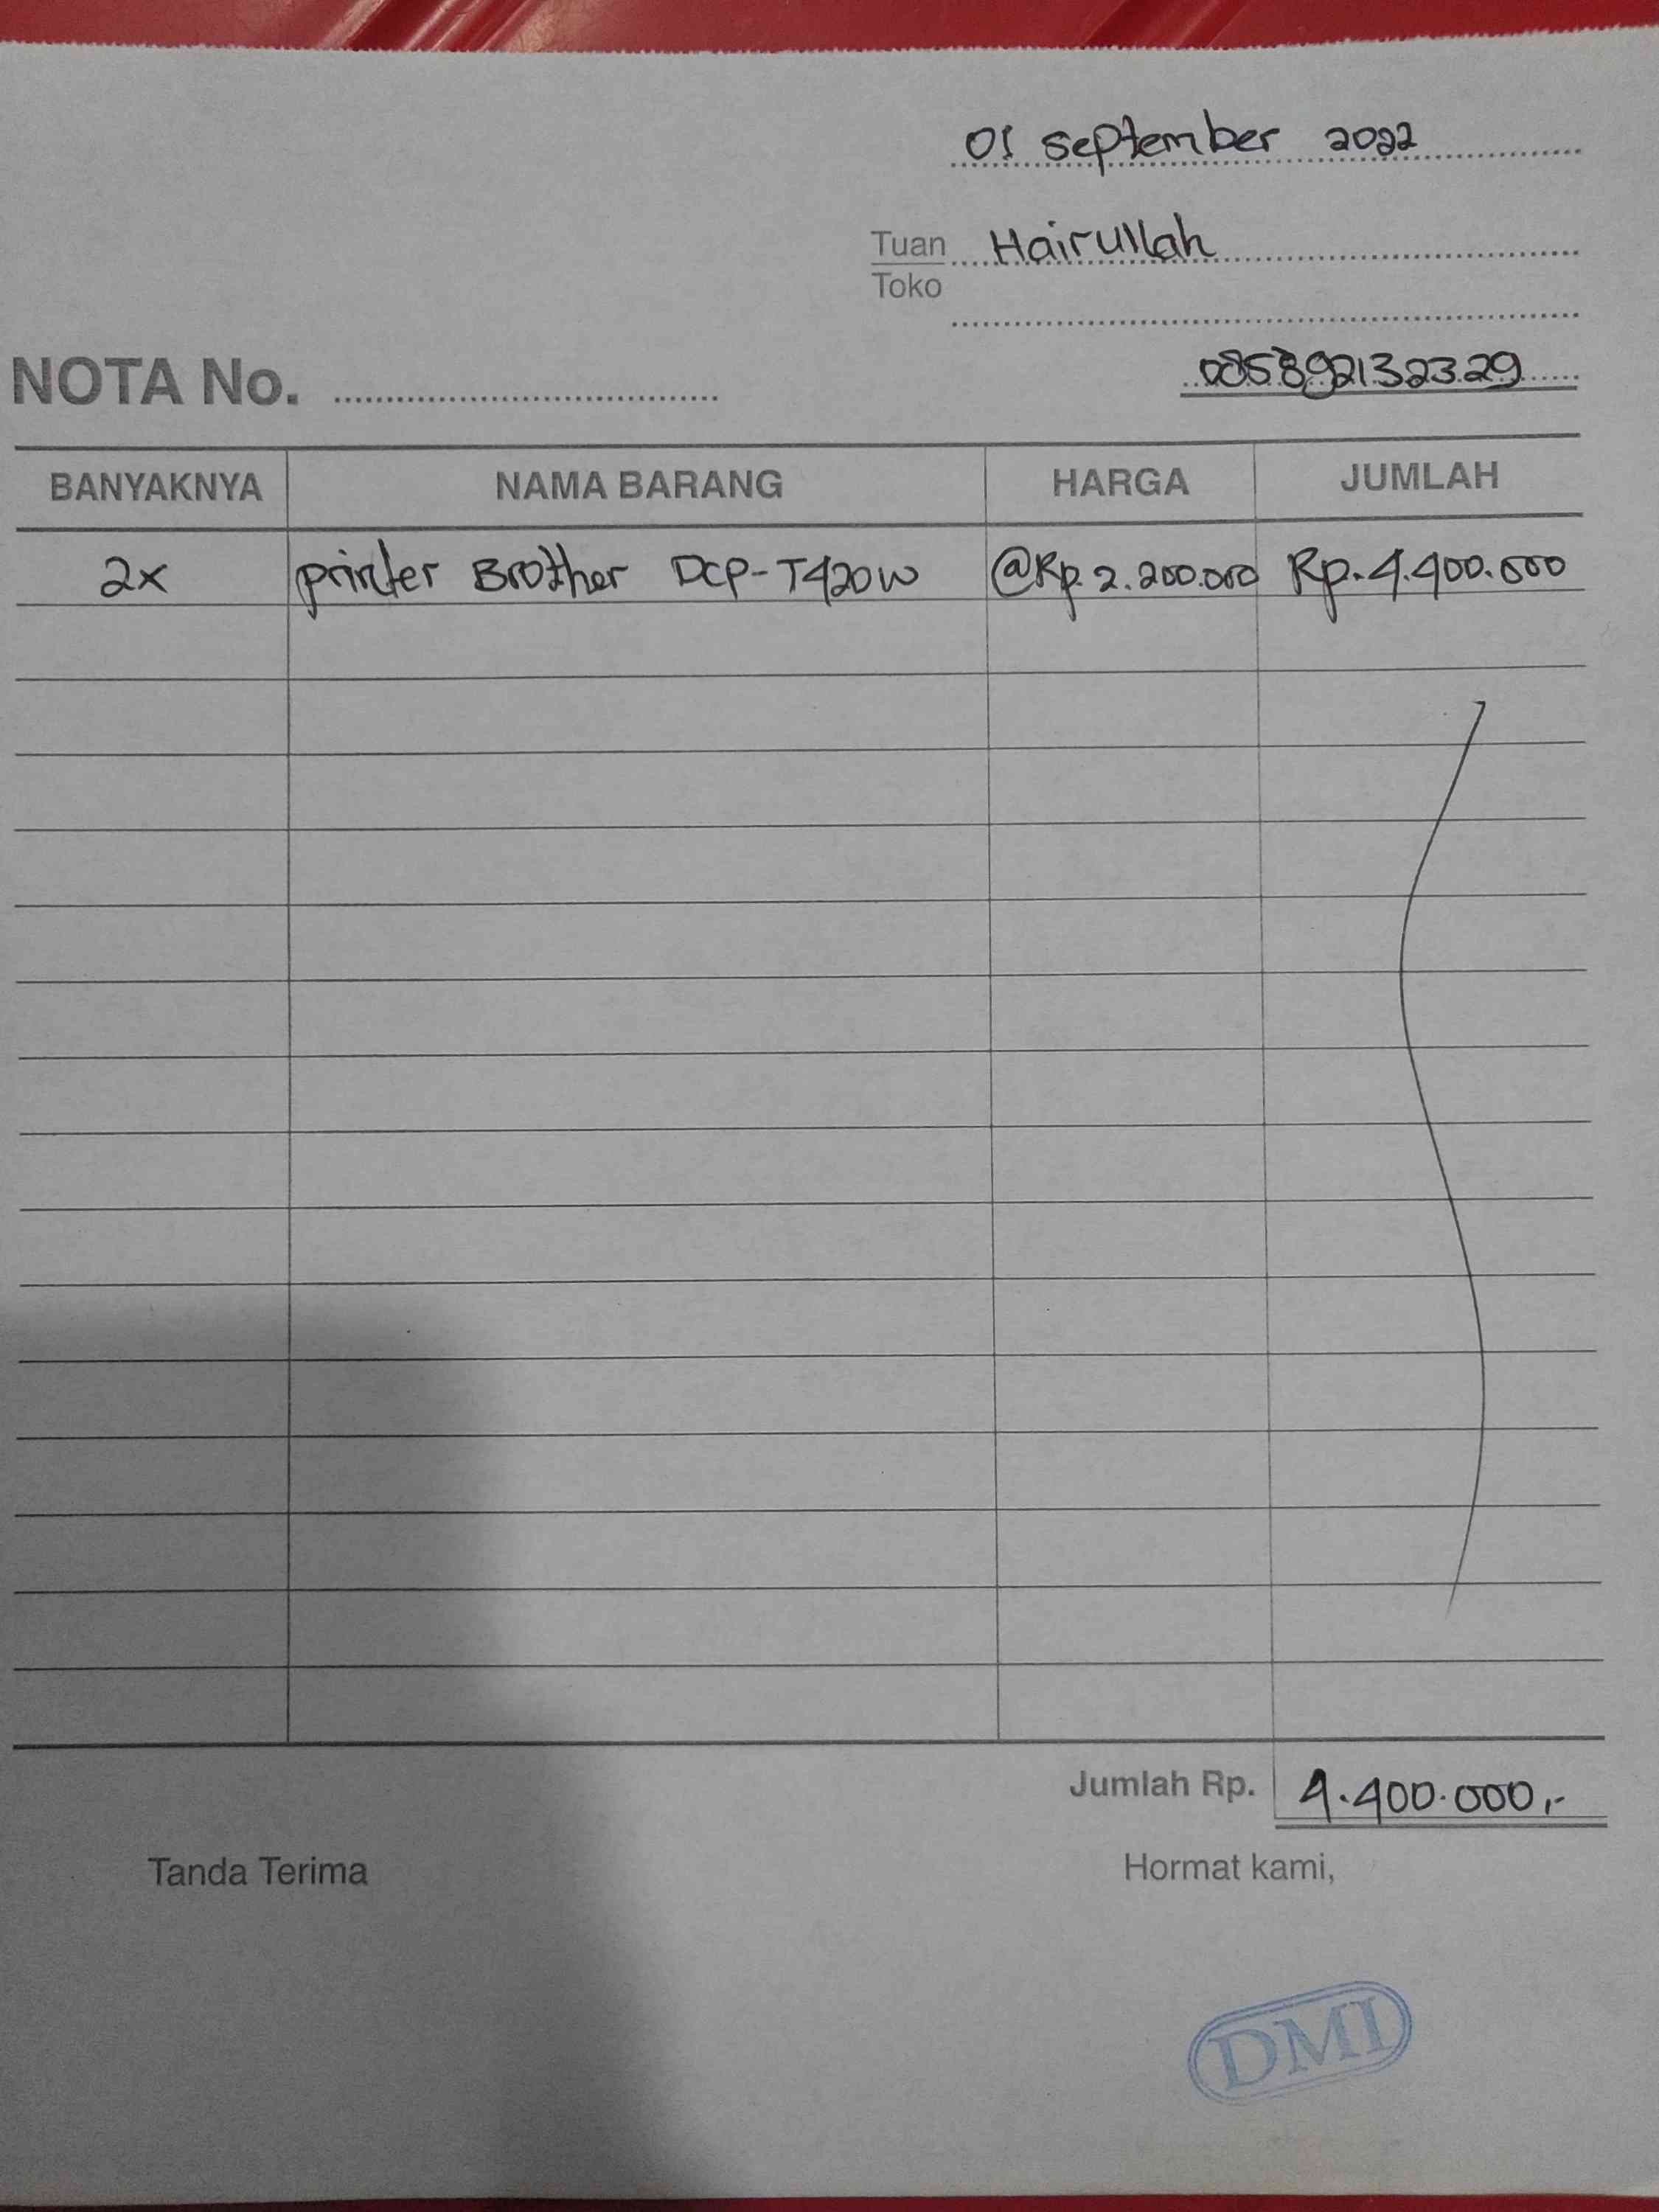 01 september 2022
Tuan Hairullah
Toko
NOTA No.
085892132329
BANYAKNYA NAMA BARANG HARGA JUMLAH
2x printer Brother DCP-T420W @Rp. 2.200.000 Rp. 4.400.000
Jumlah Rp. 4.400.000,-
Tanda Terima Hormat kami,
DMI